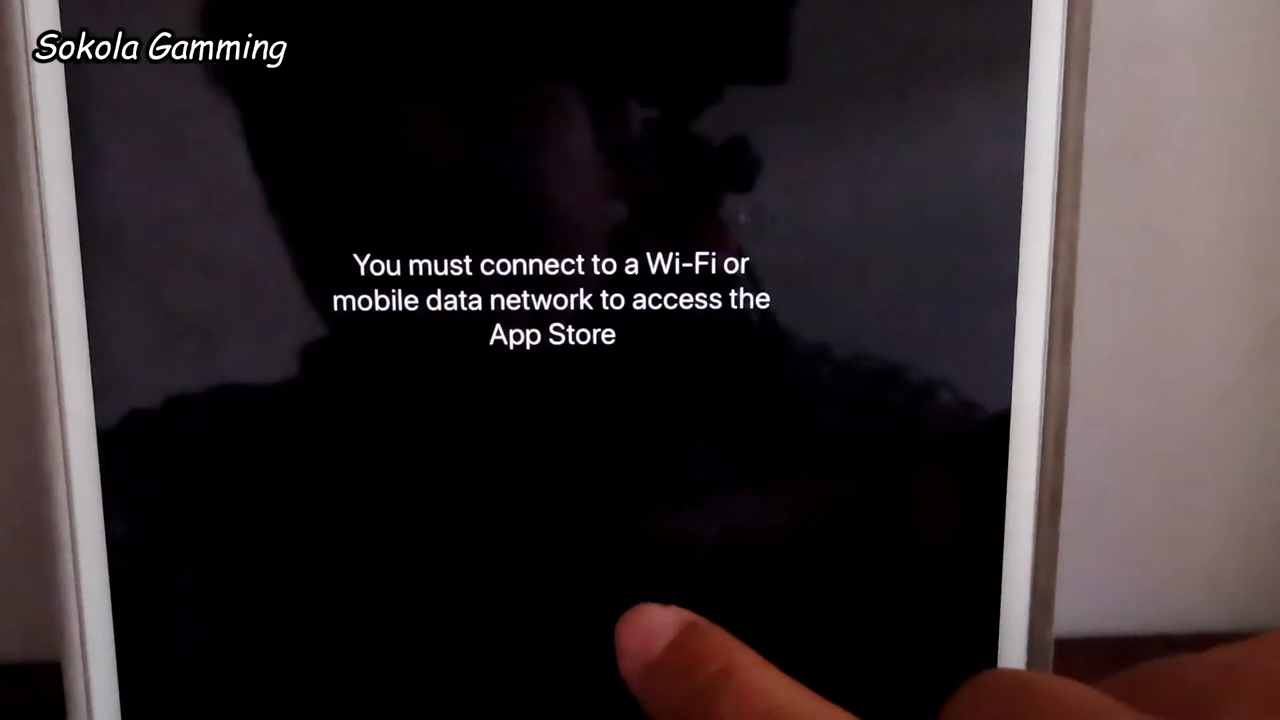 Sokola Gamming
You must connect to a Wi-Fi or
mobile data network to access the
App Store